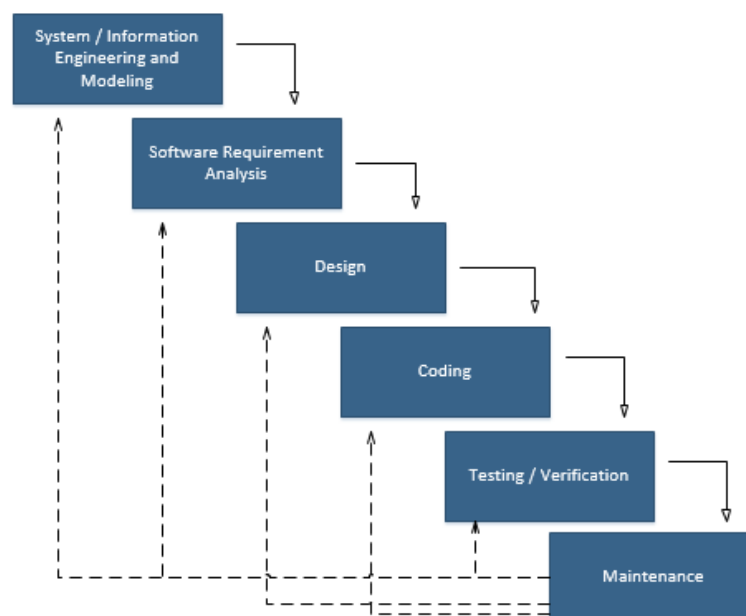 System / Information
Engineering and
Modeling
Software Requirement
Analysis
Design
Coding
Testing / Verification
Maintenance